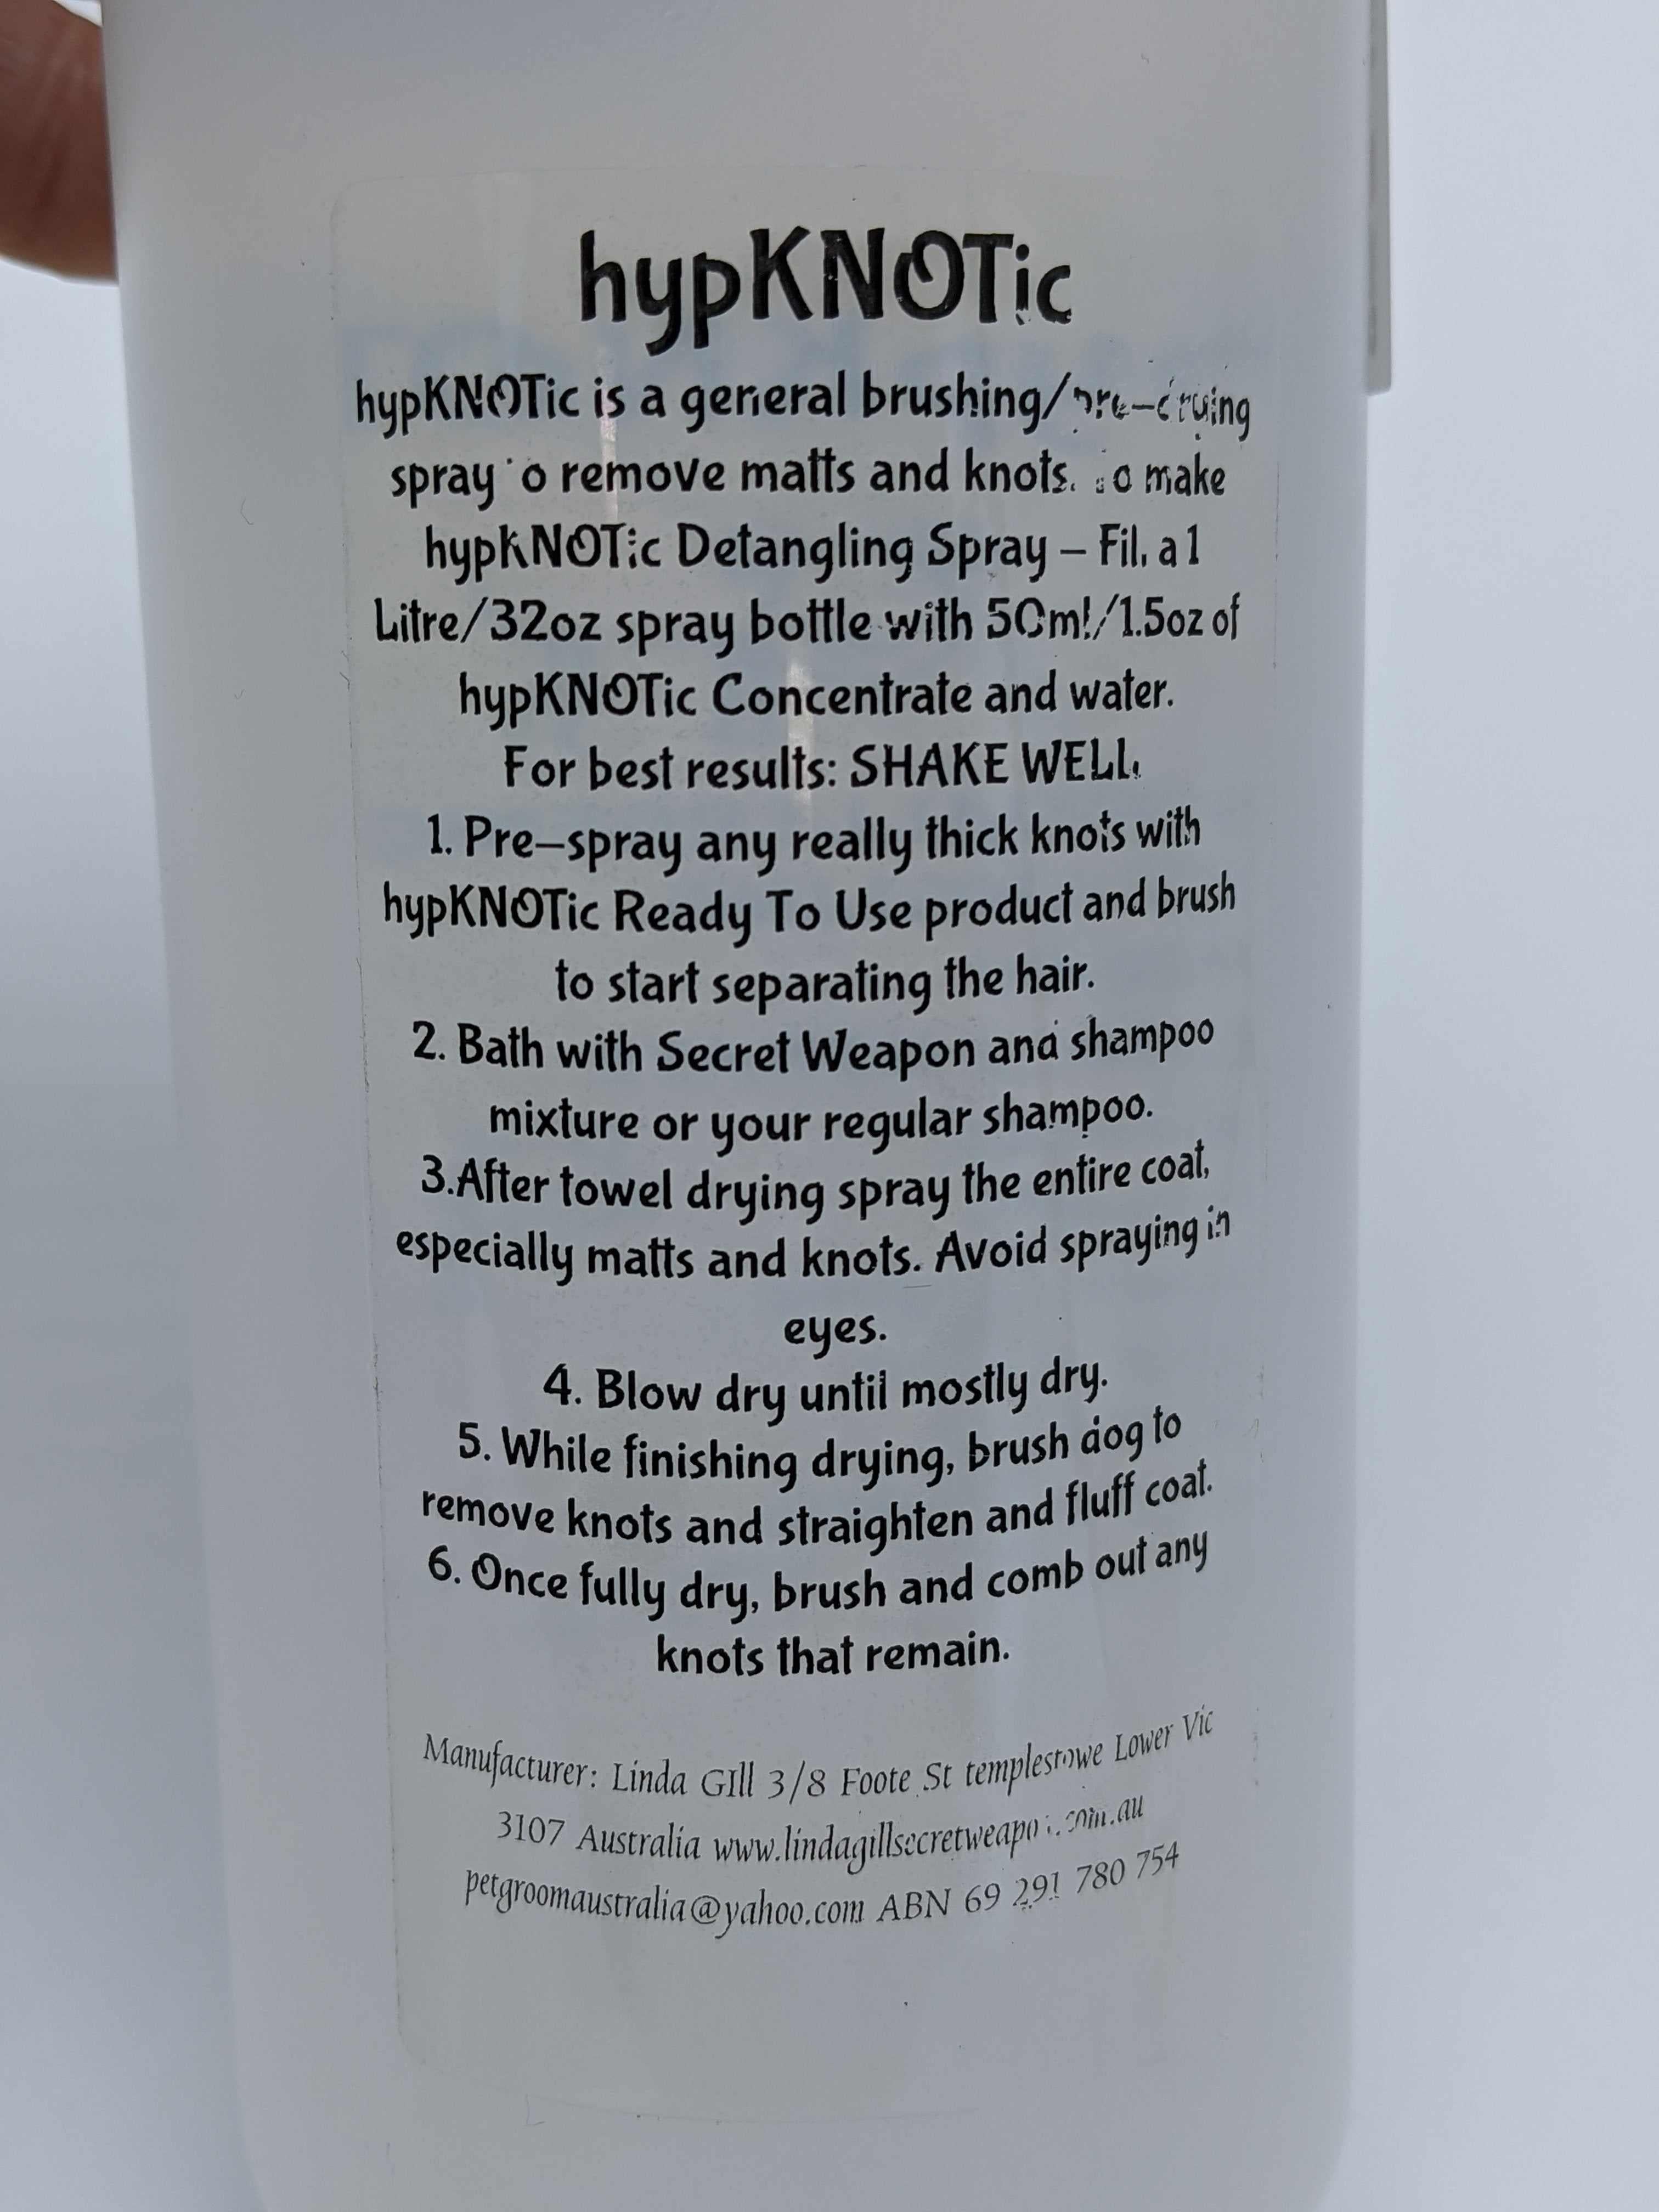 hypKNOTic
hypKNOTic is a general brushing/pre-drying
spray to remove matts and knots. To make
hypKNOTic Detangling Spray – Fill a 1
Litre/32oz spray bottle with 50ml/1.5oz of
hypKNOTic Concentrate and water.
For best results: SHAKE WELL.
1. Pre-spray any really thick knots with
hypKNOTic Ready To Use product and brush
to start separating the hair.
2. Bath with Secret Weapon and shampoo
mixture or your regular shampoo.
3.After towel drying spray the entire coat,
especially matts and knots. Avoid spraying in
eyes.
4. Blow dry until mostly dry.
5. While finishing drying, brush dog to
remove knots and straighten and fluff coat.
6. Once fully dry, brush and comb out any
knots that remain.
Manufacturer: Linda GIll 3/8 Foote St templestowe Lower Vic
3107 Australia www.lindagillsecretweapon.com.au
petgroomaustralia@yahoo.com ABN 69 291 780 754